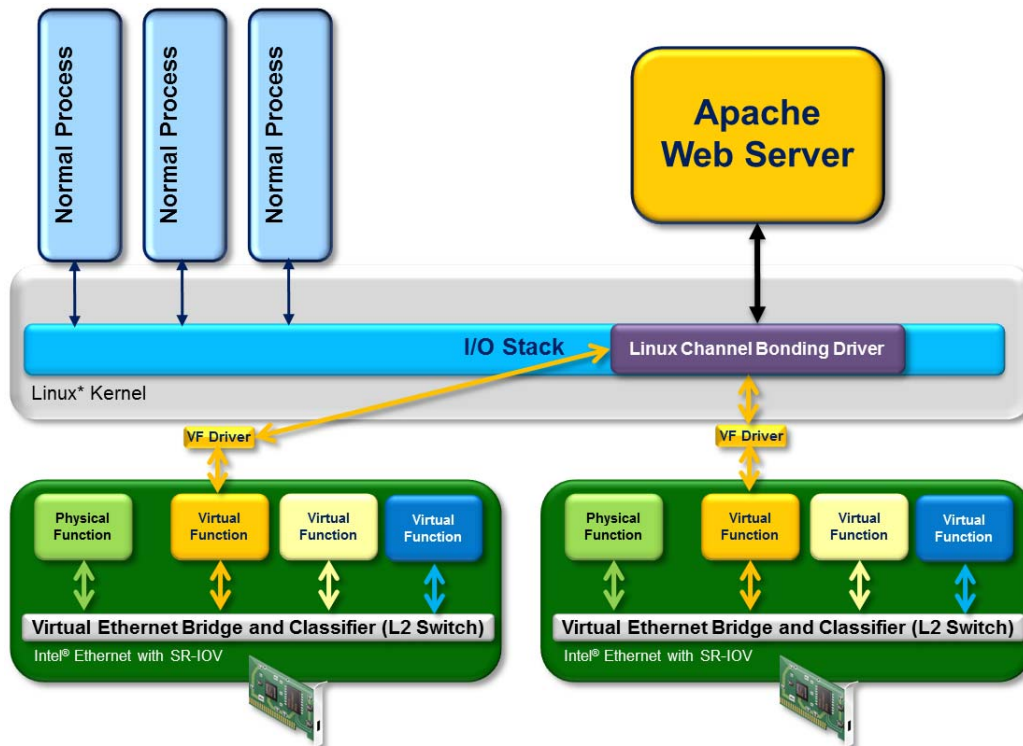 Normal Process
Normal Process
Normal Process
Apache
Web Server
I/O Stack
Linux Channel Bonding Driver
Linux* Kernel
VF Driver
VF Driver
Physical
Function
Virtual
Function
Virtual
Function
Virtual
Function
Virtual Ethernet Bridge and Classifier (L2 Switch)
Intel® Ethernet with SR-IOV
Physical
Function
Virtual
Function
Virtual
Function
Virtual
Function
Virtual Ethernet Bridge and Classifier (L2 Switch)
Intel® Ethernet with SR-IOV